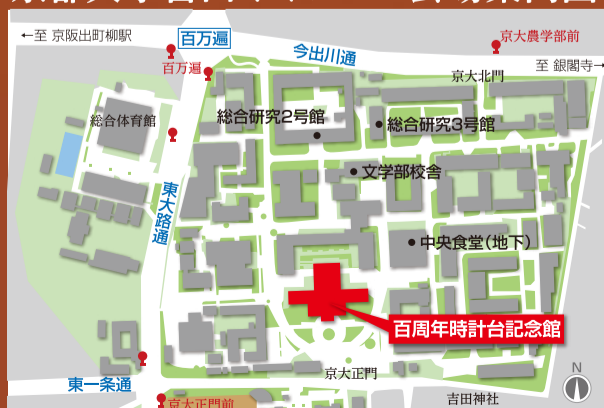 ←至 京阪出町柳駅
百万遍
百万遍
今出川通
京大農学部前
至 銀閣寺→
京大北門
総合体育館
総合研究2号館
総合研究3号館
文学部校舎
東大路通
中央食堂(地下)
百周年時計台記念館
京大正門
東一条通
京大正門前
吉田神社
N